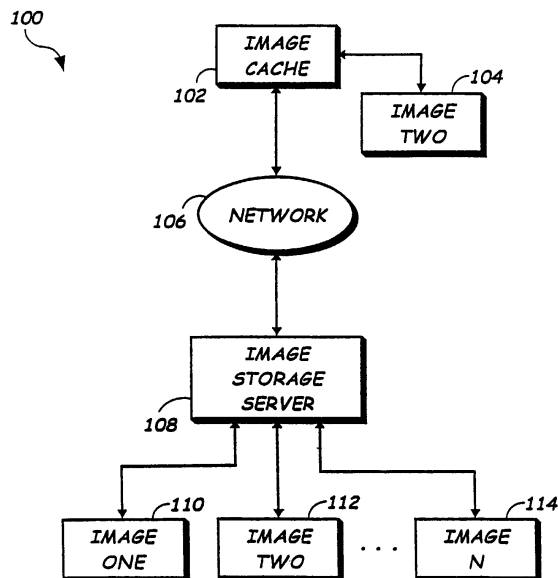 100
IMAGE
CACHE
102
104
IMAGE
TWO
106
NETWORK
IMAGE
STORAGE
SERVER
108
110
112
114
IMAGE
ONE
IMAGE
TWO
. . .
IMAGE
N